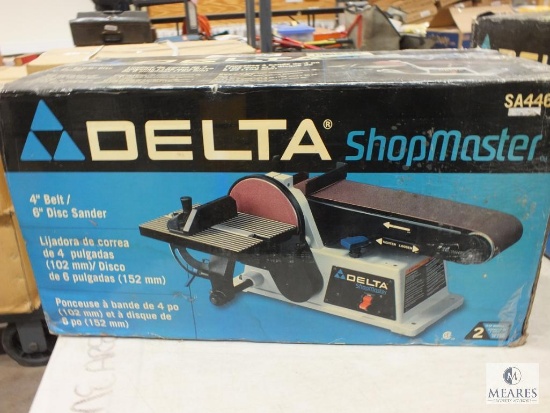 SA446
DELTA® ShopMaster
4" Belt /
6" Disc Sander
Lijadora de correa
de 4 pulgadas
(102 mm)/ Disco
de 6 pulgadas (152 mm)
Ponceuse à bande de 4 po
(102 mm) et à disque de
6 po (152 mm)
DELTA
ShopMaster
2
MEARES